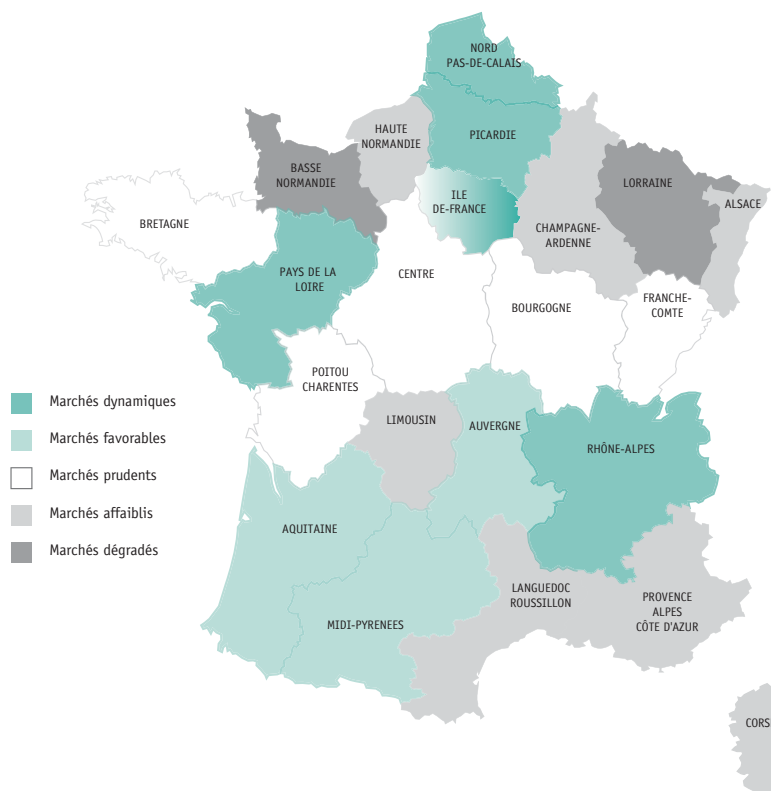 NORD
PAS-DE-CALAIS
HAUTE
NORMANDIE
PICARDIE
BASSE
NORMANDIE
LORRAINE
ILE
DE-FRANCE
ALSACE
BRETAGNE
CHAMPAGNE-
ARDENNE
PAYS DE LA
LOIRE
CENTRE
BOURGOGNE
FRANCHE-
COMTE
POITOU
CHARENTES
Marchés dynamiques
Marchés favorables
Marchés prudents
Marchés affaiblis
Marchés dégradés
LIMOUSIN
AUVERGNE
RHÔNE-ALPES
AQUITAINE
LANGUEDOC
ROUSSILLON
PROVENCE
ALPES
CÔTE D'AZUR
MIDI-PYRENEES
CORS